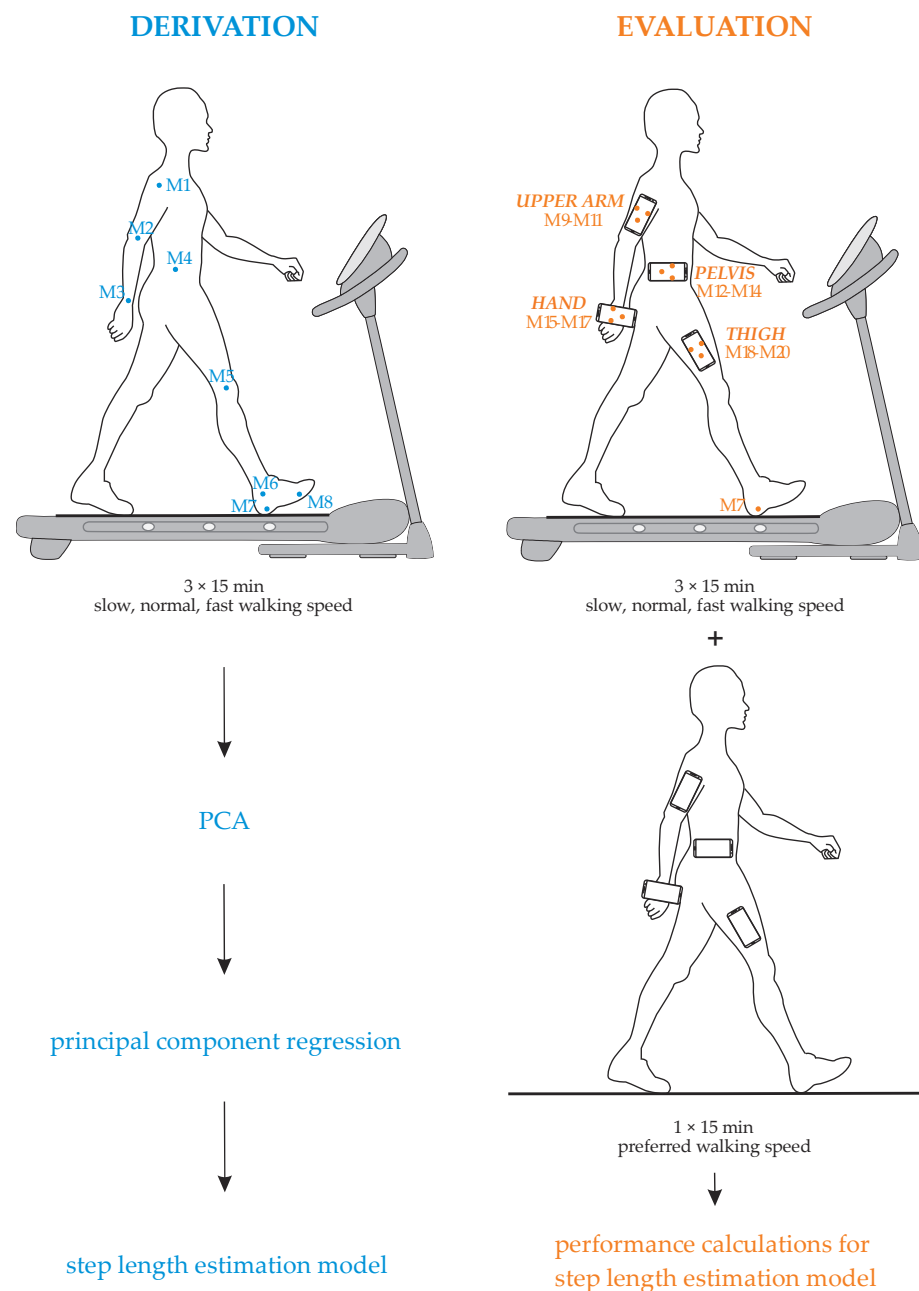 DERIVATION
M1
M2
M4
M3
M5
M6
M7
M8
3 × 15 min
slow, normal, fast walking speed
PCA
principal component regression
step length estimation model
EVALUATION
UPPER ARM
M9-M11
PELVIS
M12-M14
HAND
M15-M17
THIGH
M18-M20
M7
3 × 15 min
slow, normal, fast walking speed
+
1 × 15 min
preferred walking speed
performance calculations for
step length estimation model